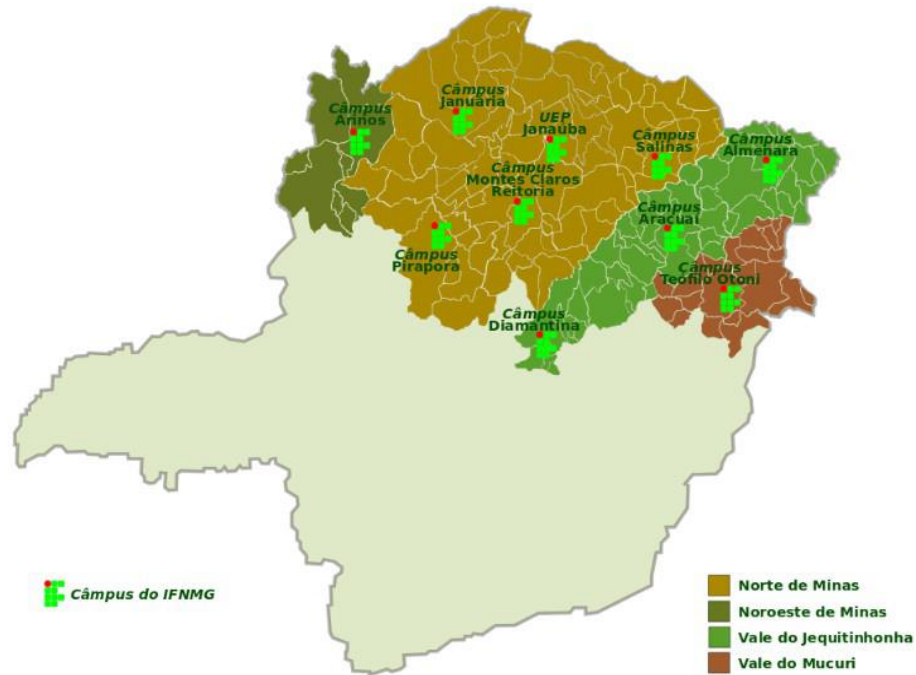 Câmpus
Arinos
Câmpus
Januária
UEP
Janaúba
Câmpus
Salinas
Câmpus
Almenara
Câmpus
Montes Claros
Reitoria
Câmpus
Araçuaí
Câmpus
Pirapora
Câmpus
Teófilo Otoni
Câmpus
Diamantina
Câmpus do IFNMG
Norte de Minas
Noroeste de Minas
Vale do Jequitinhonha
Vale do Mucuri